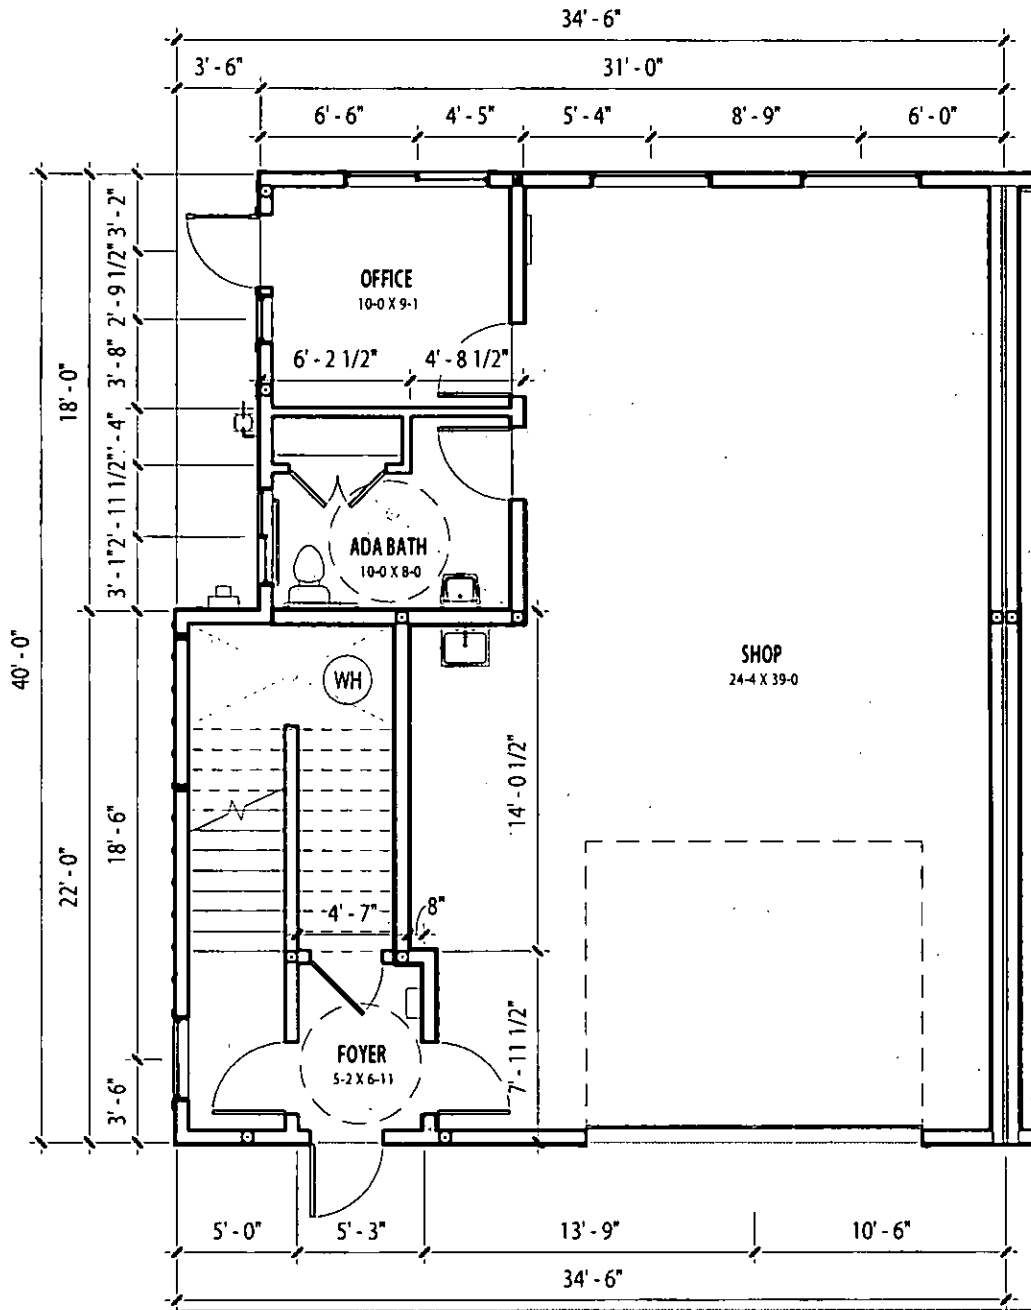 34' - 6"
3' - 6"
31' - 0"
6' - 6"
4' - 5"
5' - 4"
8' - 9"
6' - 0"
3' - 2"
2' - 9 1/2"
3' - 8"
- 4"
2' - 11 1/2"
3' - 1"
18' - 0"
40' - 0"
22' - 0"
18' - 6"
3' - 6"
OFFICE
10-0 X 9-1
6' - 2 1/2"
4' - 8 1/2"
ADA BATH
10-0 X 8-0
SHOP
24-4 X 39-0
WH
14' - 0 1/2"
4' - 7"
8"
FOYER
5-2 X 6-11
7' - 11 1/2"
5' - 0"
5' - 3"
13' - 9"
10' - 6"
34' - 6"